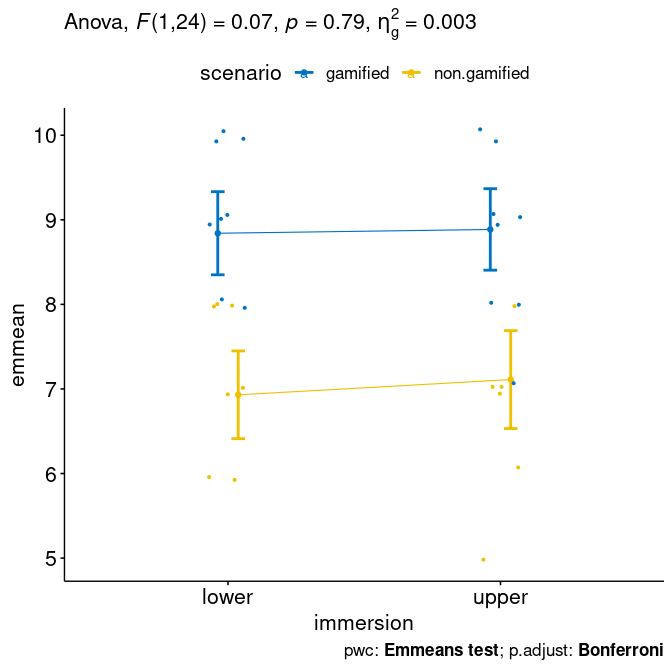 Anova, F(1,24) = 0.07, p = 0.79, η²g = 0.003
scenario a gamified a non.gamified
10
9
8
7
6
5
emmean
lower upper
immersion
pwc: Emmeans test; p.adjust: Bonferroni